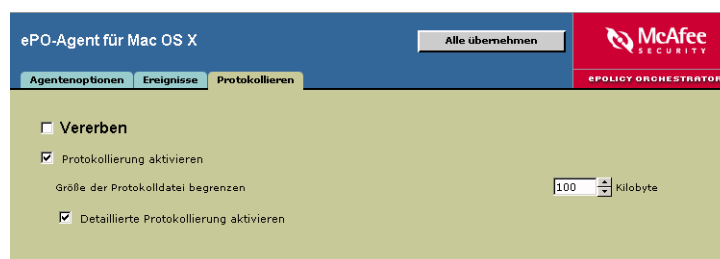 ePO-Agent für Mac OS X
Alle übernehmen
McAfee
SECURITY
Agentenoptionen Ereignisse Protokollieren
ePOLICY ORCHESTRATOR
Vererben
Protokollierung aktivieren
Größe der Protokolldatei begrenzen 100 Kilobyte
Detaillierte Protokollierung aktivieren